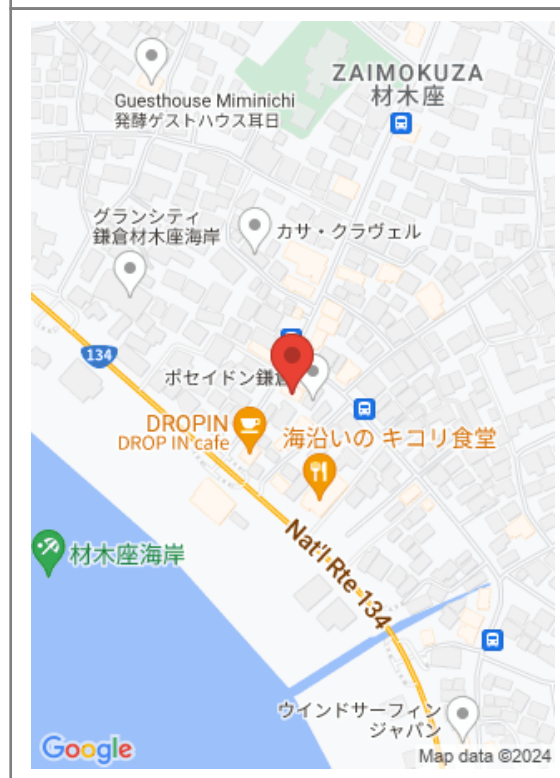 ZAIMOKUZA
材木座
Guesthouse Miminichi
発酵ゲストハウス耳日
グランシティ
鎌倉材木座海岸
カサ・クラヴェル
134
ポセイドン鎌倉
DROPIN
DROP IN cafe
海沿いの キコリ食堂
Nat'l Rte 134
材木座海岸
ウインドサーフィン
ジャパン
Google
Map data ©2024